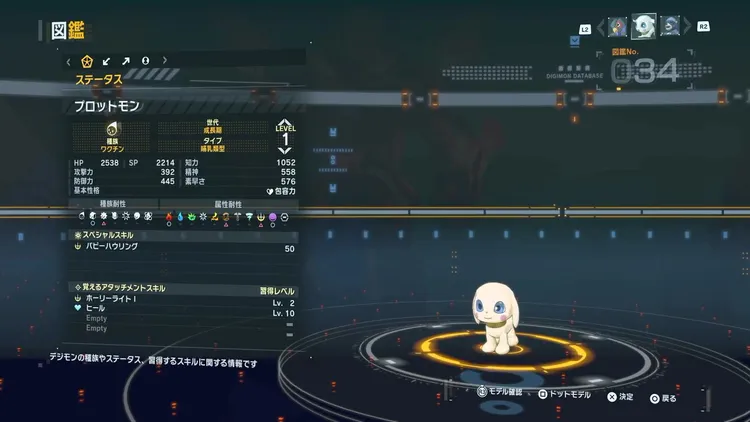 図鑑
L2
R2
図鑑No.
034
DIGIMON DATABASE
ステータス
プロットモン
種族
ワクチン
世代
成長期
タイプ
哺乳類型
LEVEL
1
HP 2538 SP 2214 知力 1052
攻撃力 392 精神 558
防御力 445 素早さ 576
基本性格 包容力
種族耐性 属性耐性
スペシャルスキル
パピーハウリング 50
覚えるアタッチメントスキル 習得レベル
ホーリーライトI Lv. 2
ヒール Lv. 10
Empty
Empty
デジモンの種族やステータス、習得するスキルに関する情報です
R3 モデル確認 ドットモデル 決定 戻る